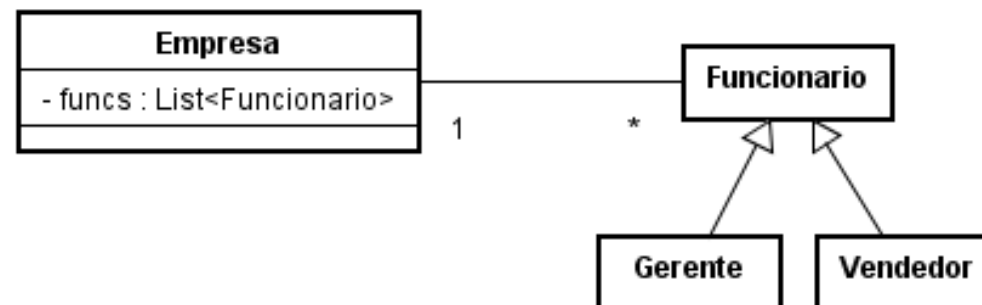 Empresa
- funcs : List<Funcionario>
1
*
Funcionario
Gerente
Vendedor